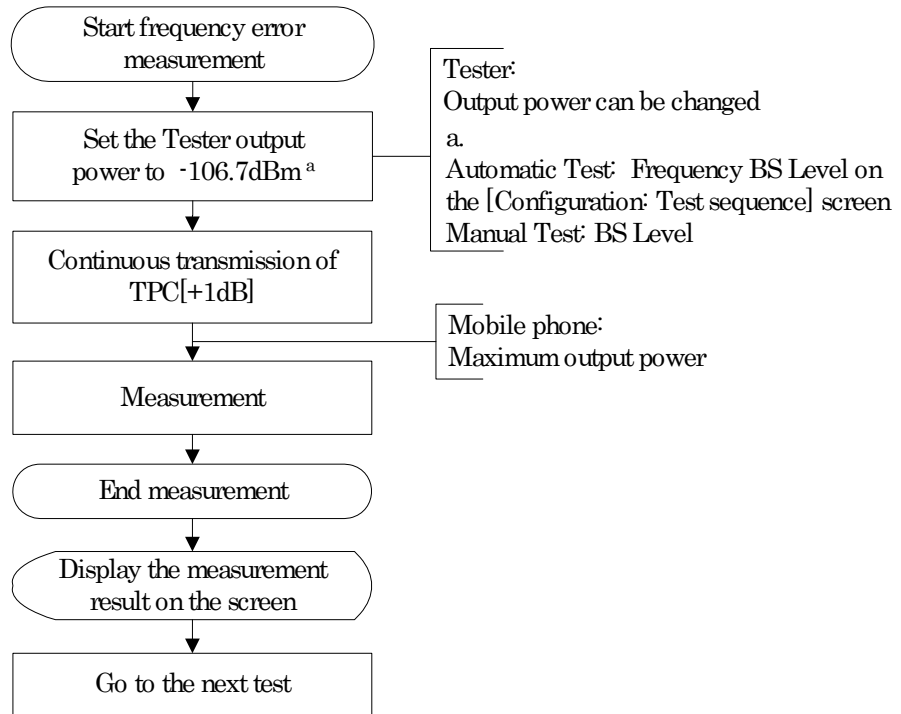 Start frequency error
measurement
Set the Tester output
power to -106.7dBm a
Tester:
Output power can be changed
a.
Automatic Test: Frequency BS Level on
the [Configuration: Test sequence] screen
Manual Test: BS Level
Continuous transmission of
TPC[+1dB]
Mobile phone:
Maximum output power
Measurement
End measurement
Display the measurement
result on the screen
Go to the next test